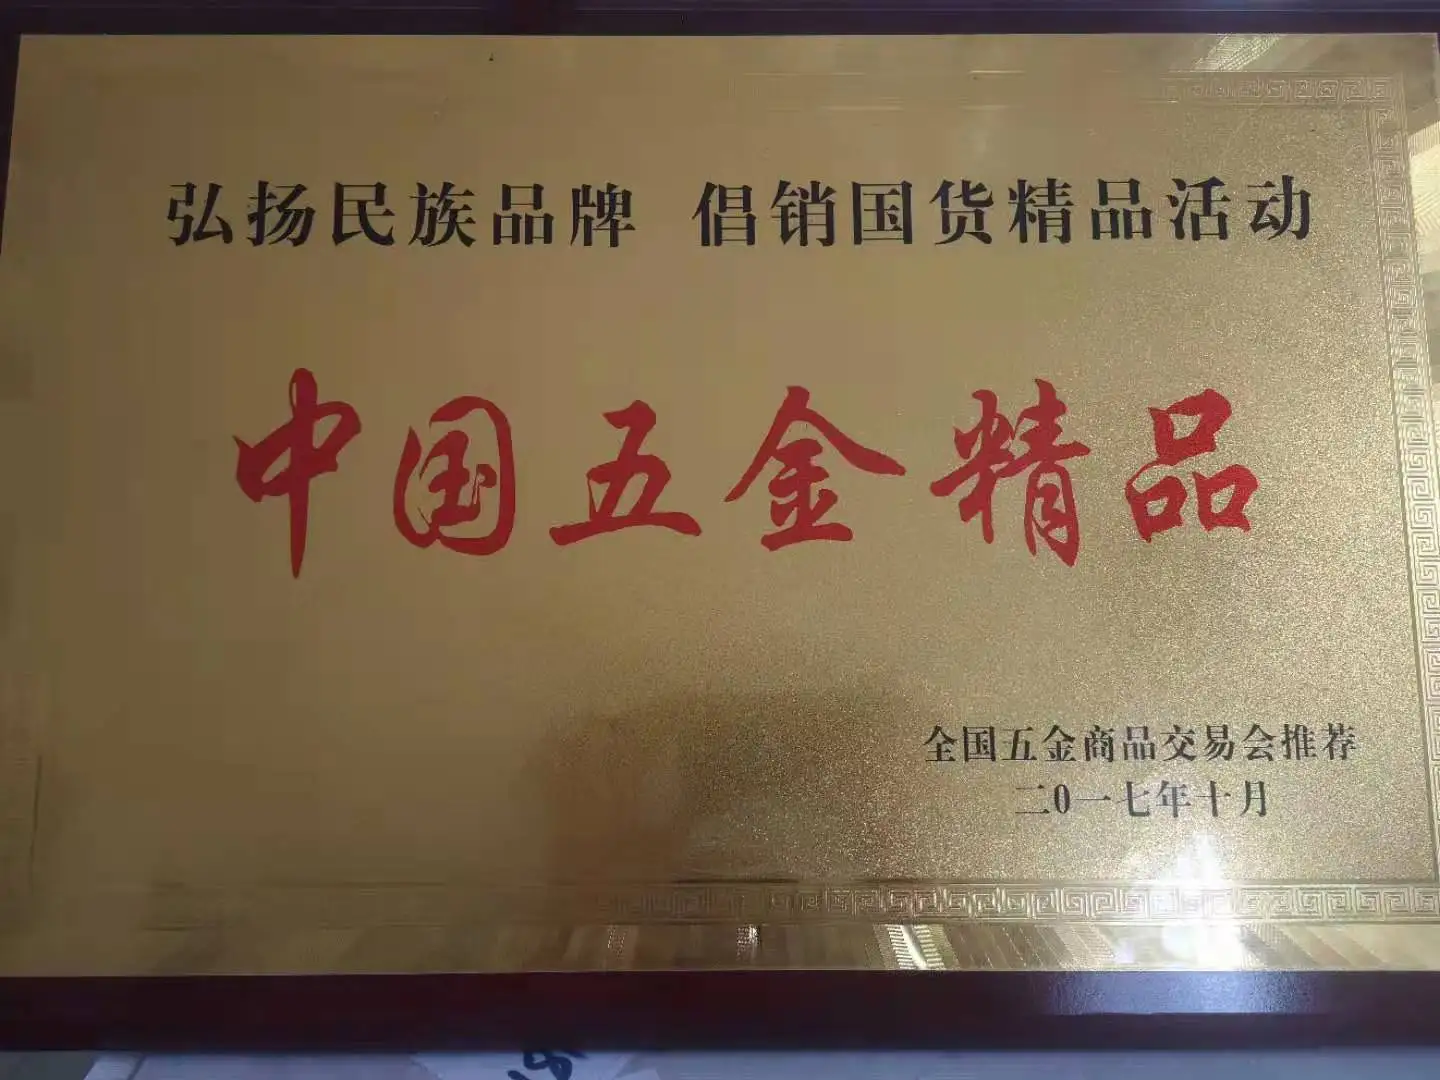 弘扬民族品牌 倡销国货精品活动
中国五金精品
全国五金商品交易会推荐
二0一七年十月